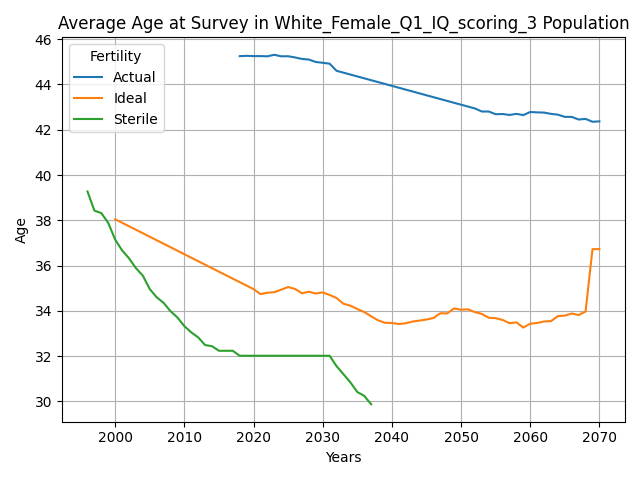 Average Age at Survey in White_Female_Q1_IQ_scoring_3 Population
46
44
42
40
38
36
34
32
30
Age
Fertility
Actual
Ideal
Sterile
2000 2010 2020 2030 2040 2050 2060 2070
Years